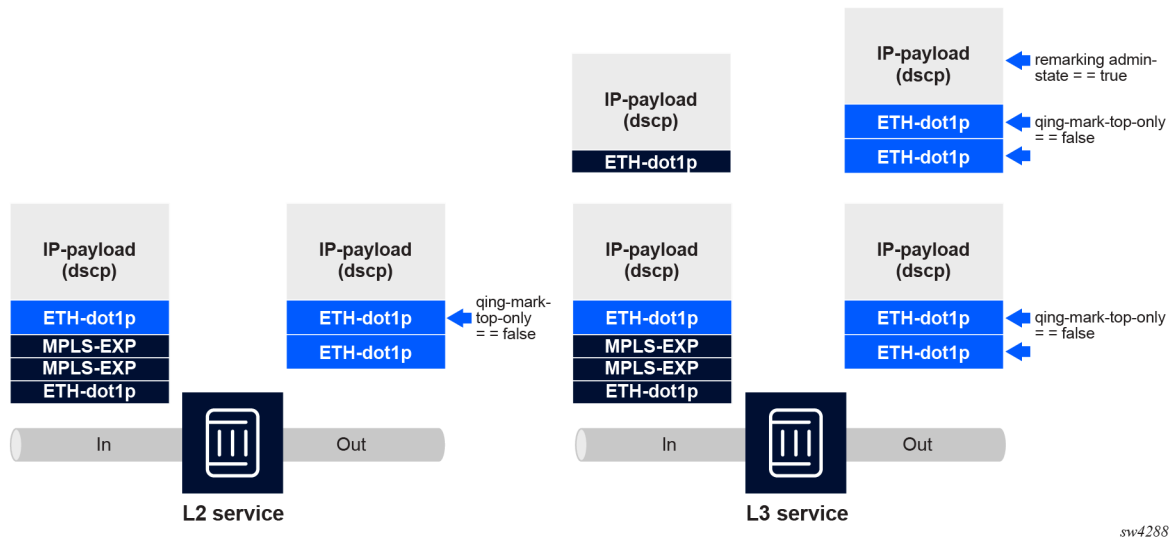 IP-payload
(dscp)
ETH-dot1p
MPLS-EXP
MPLS-EXP
ETH-dot1p
IP-payload
(dscp)
ETH-dot1p
ETH-dot1p
qing-mark-
top-only
= = false
In
Out
L2 service
IP-payload
(dscp)
ETH-dot1p
IP-payload
(dscp)
ETH-dot1p
ETH-dot1p
remarking admin-
state = = true
qing-mark-top-only
= = false
IP-payload
(dscp)
ETH-dot1p
MPLS-EXP
MPLS-EXP
ETH-dot1p
IP-payload
(dscp)
ETH-dot1p
ETH-dot1p
qing-mark-top-only
= = false
In
Out
L3 service
sw4288